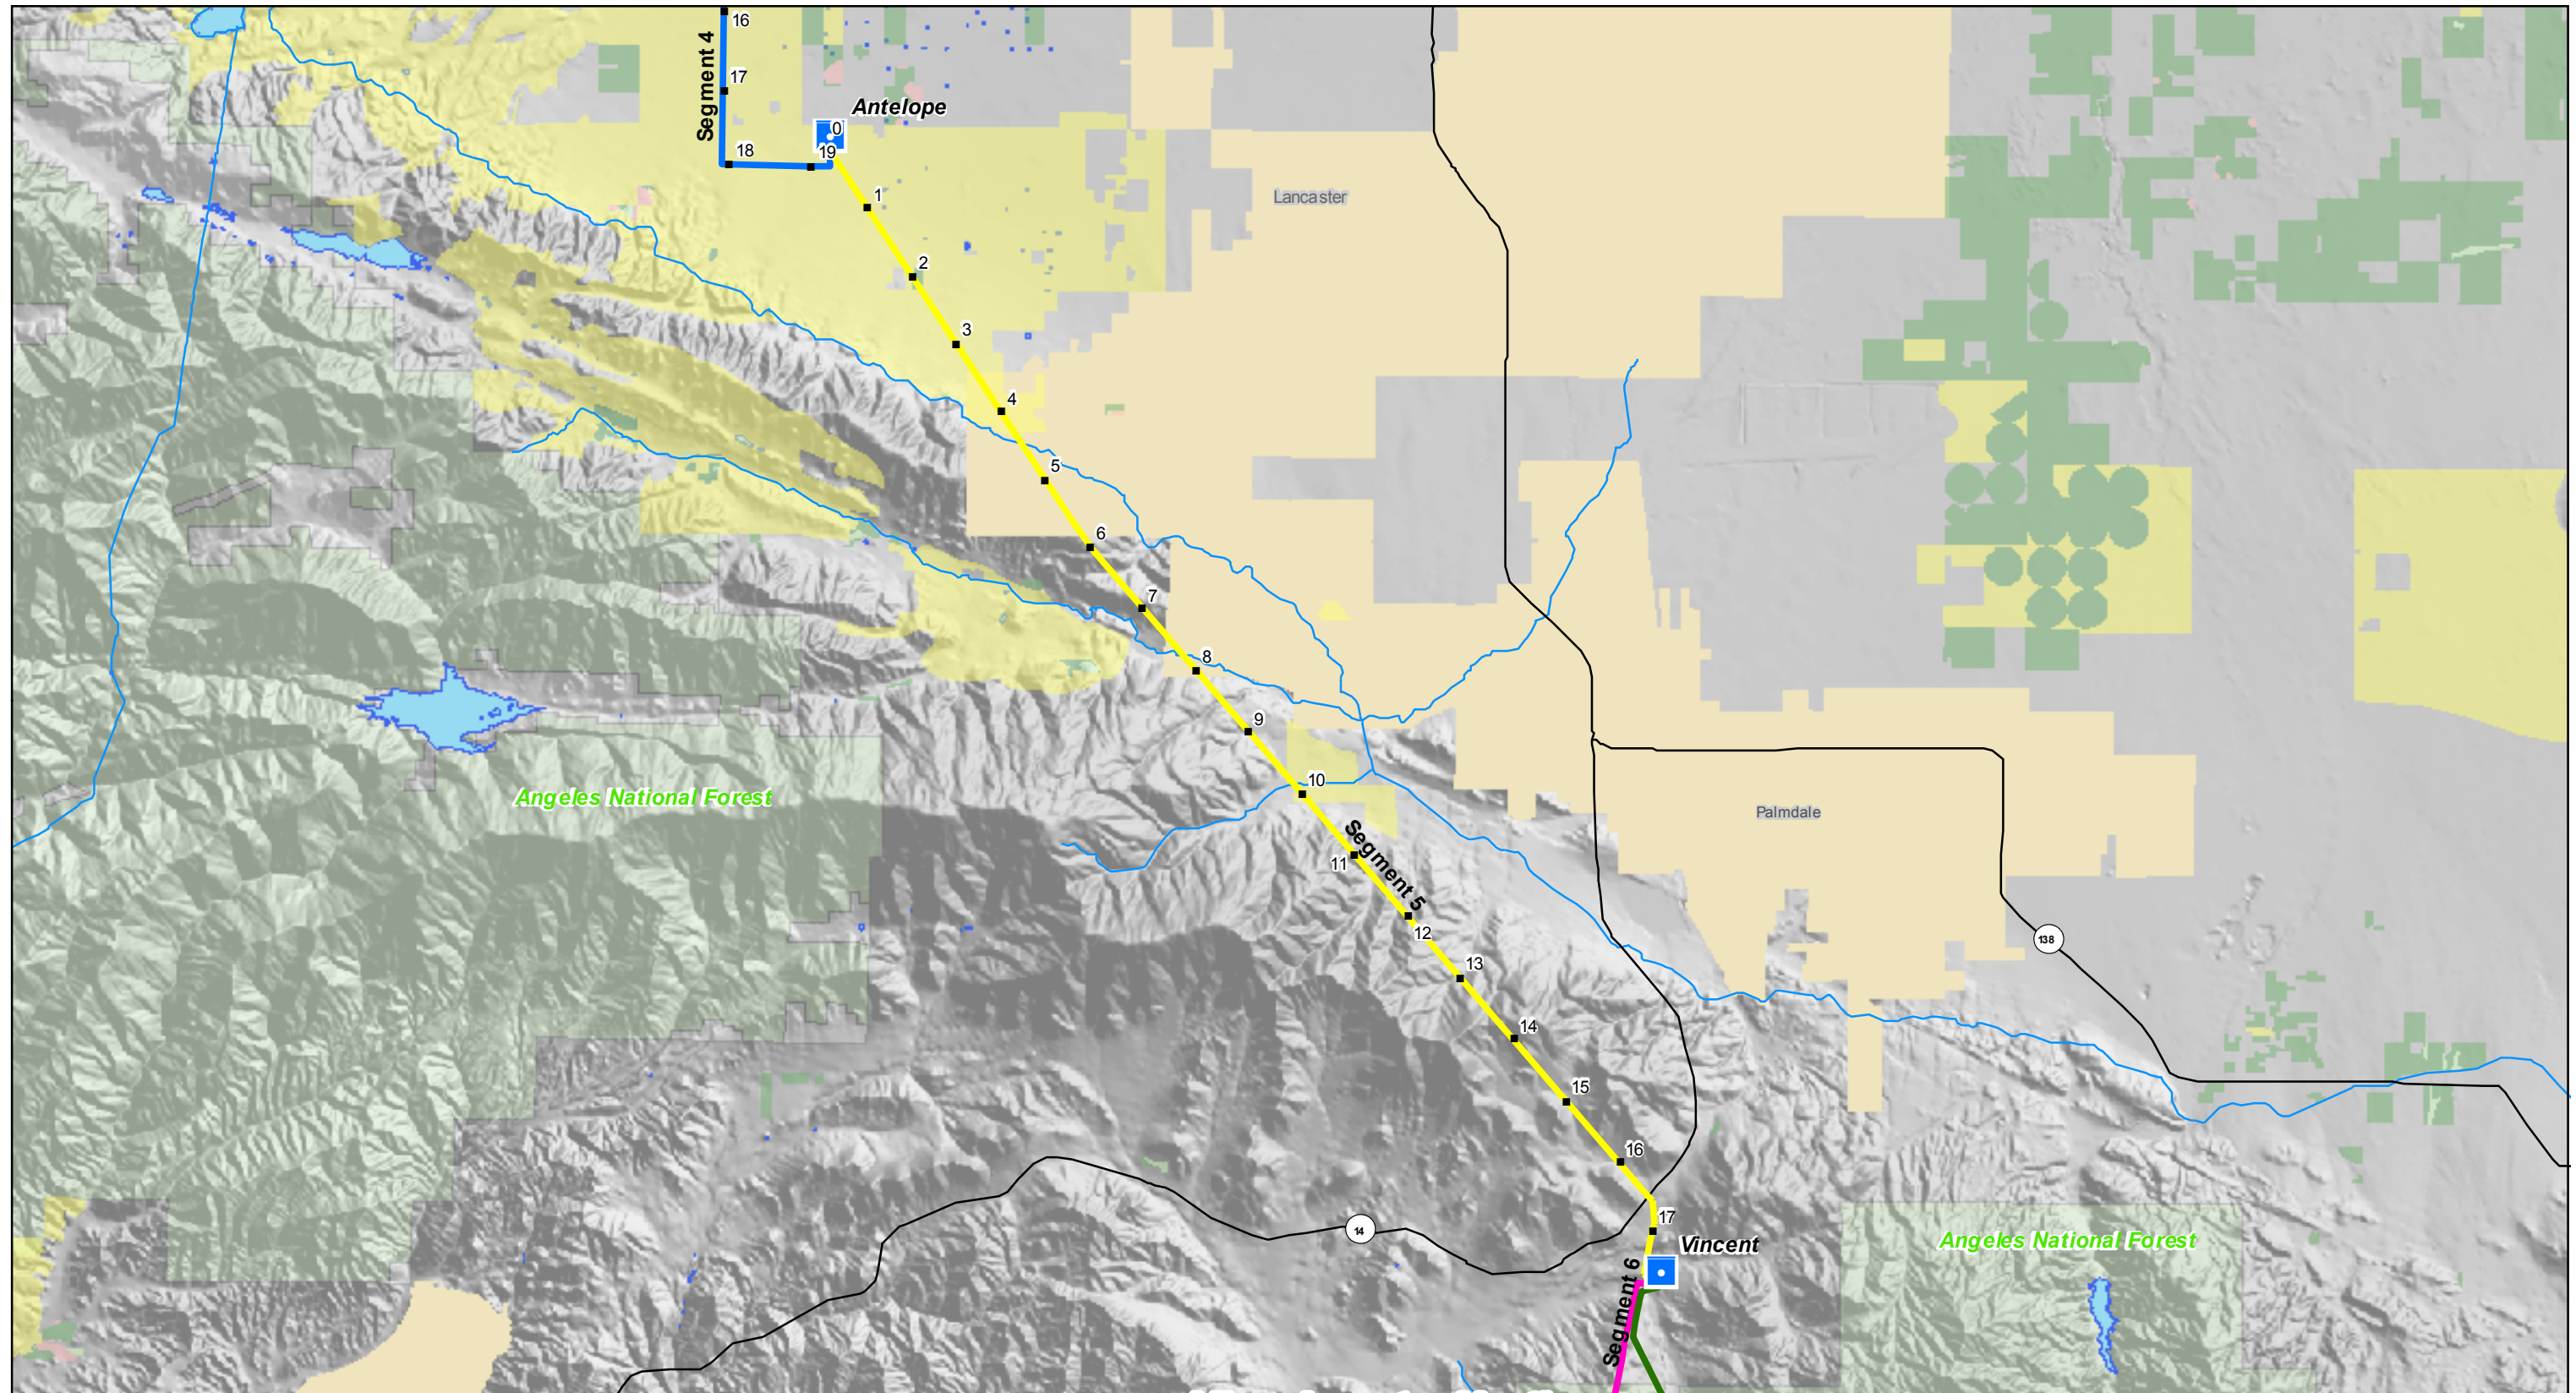 16
Segment 4
17
Antelope
0
18
19
1
Lancaster
2
3
4
5
6
7
8
9
10
Angeles National Forest
Palmdale
Segment 5
11
12
138
13
14
15
16
17
14
Vincent
Angeles National Forest
Segment 6